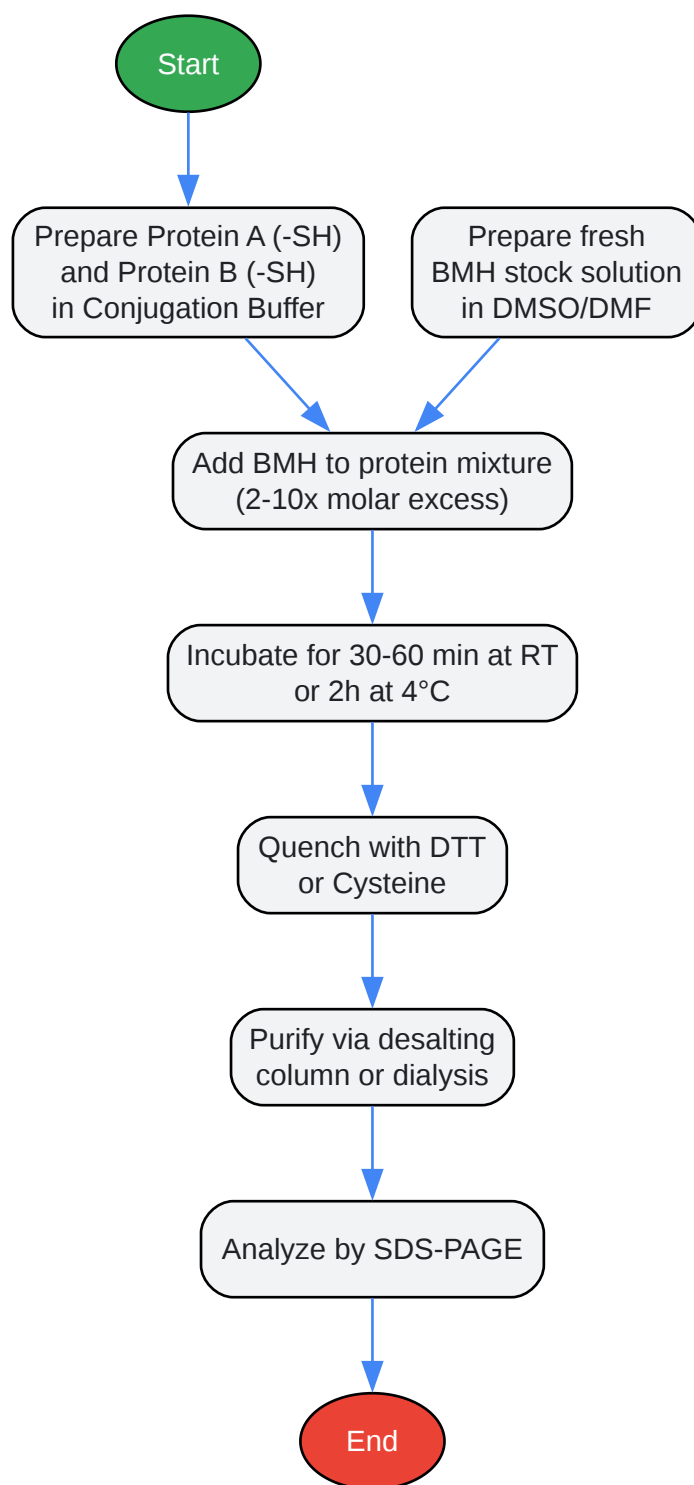 Start
Prepare Protein A (-SH)
and Protein B (-SH)
in Conjugation Buffer
Prepare fresh
BMH stock solution
in DMSO/DMF
Add BMH to protein mixture
(2-10x molar excess)
Incubate for 30-60 min at RT
or 2h at 4°C
Quench with DTT
or Cysteine
Purify via desalting
column or dialysis
Analyze by SDS-PAGE
End